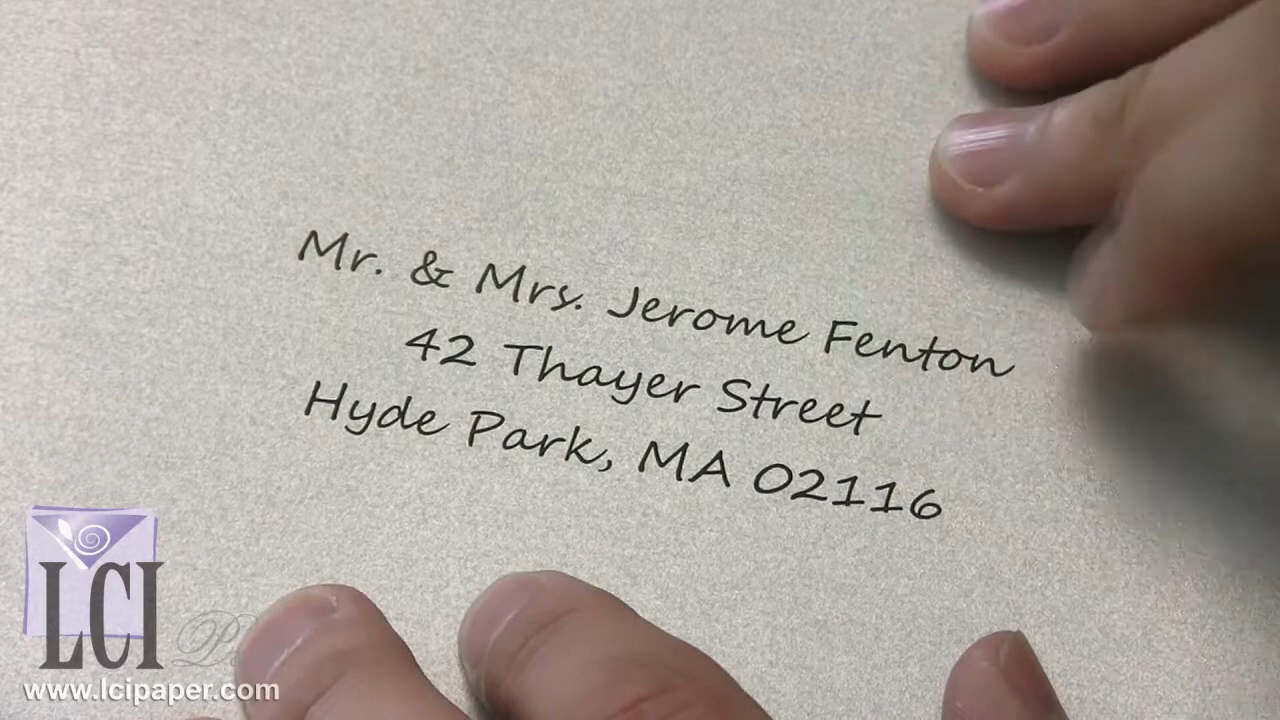 Mr. & Mrs. Jerome Fenton
42 Thayer Street
Hyde Park, MA 02116
LCI
www.lcipaper.com